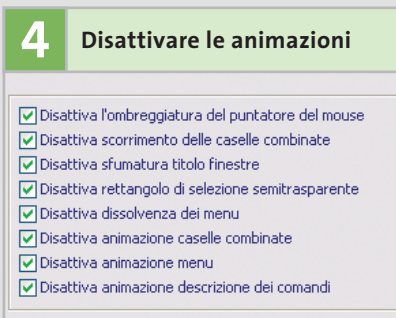 4 Disattivare le animazioni
Disattiva l'ombreggiatura del puntatore del mouse
Disattiva scorrimento delle caselle combinate
Disattiva sfumatura titolo finestre
Disattiva rettangolo di selezione semitrasparente
Disattiva dissolvenza dei menu
Disattiva animazione caselle combinate
Disattiva animazione menu
Disattiva animazione descrizione dei comandi